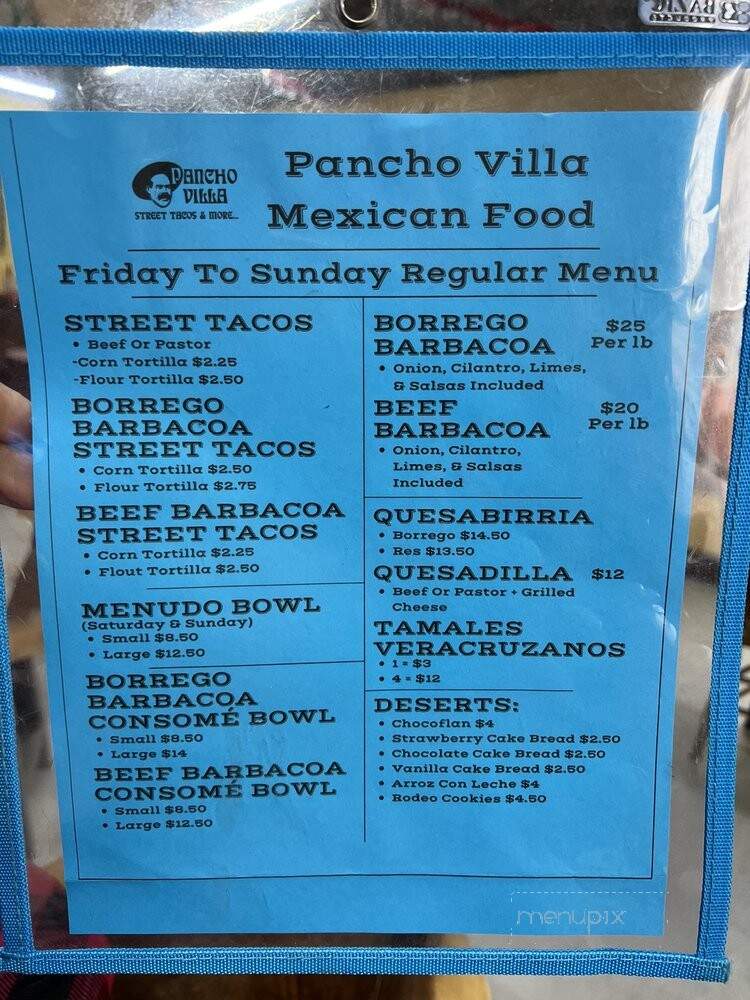 PANCHO
VILLA
STREET TACOS & MORE...
Pancho Villa
Mexican Food
Friday To Sunday Regular Menu
STREET TACOS
• Beef Or Pastor
-Corn Tortilla $2.25
-Flour Tortilla $2.50
BORREGO
BARBACOA
STREET TACOS
• Corn Tortilla $2.50
• Flour Tortilla $2.75
BEEF BARBACOA
STREET TACOS
• Corn Tortilla $2.25
• Flout Tortilla $2.50
MENUDO BOWL
(Saturday & Sunday)
• Small $8.50
• Large $12.50
BORREGO
BARBACOA
CONSOMÉ BOWL
• Small $8.50
• Large $14
BEEF BARBACOA
CONSOMÉ BOWL
• Small $8.50
• Large $12.50
BORREGO $25
BARBACOA Per lb
• Onion, Cilantro, Limes,
& Salsas Included
BEEF $20
BARBACOA Per lb
• Onion, Cilantro,
Limes, & Salsas
Included
QUESABIRRIA
• Borrego $14.50
• Res $13.50
QUESADILLA $12
• Beef Or Pastor + Grilled
Cheese
TAMALES
VERACRUZANOS
• 1 = $3
• 4 = $12
DESERTS:
• Chocoflan $4
• Strawberry Cake Bread $2.50
• Chocolate Cake Bread $2.50
• Vanilla Cake Bread $2.50
• Arroz Con Leche $4
• Rodeo Cookies $4.50
menupix